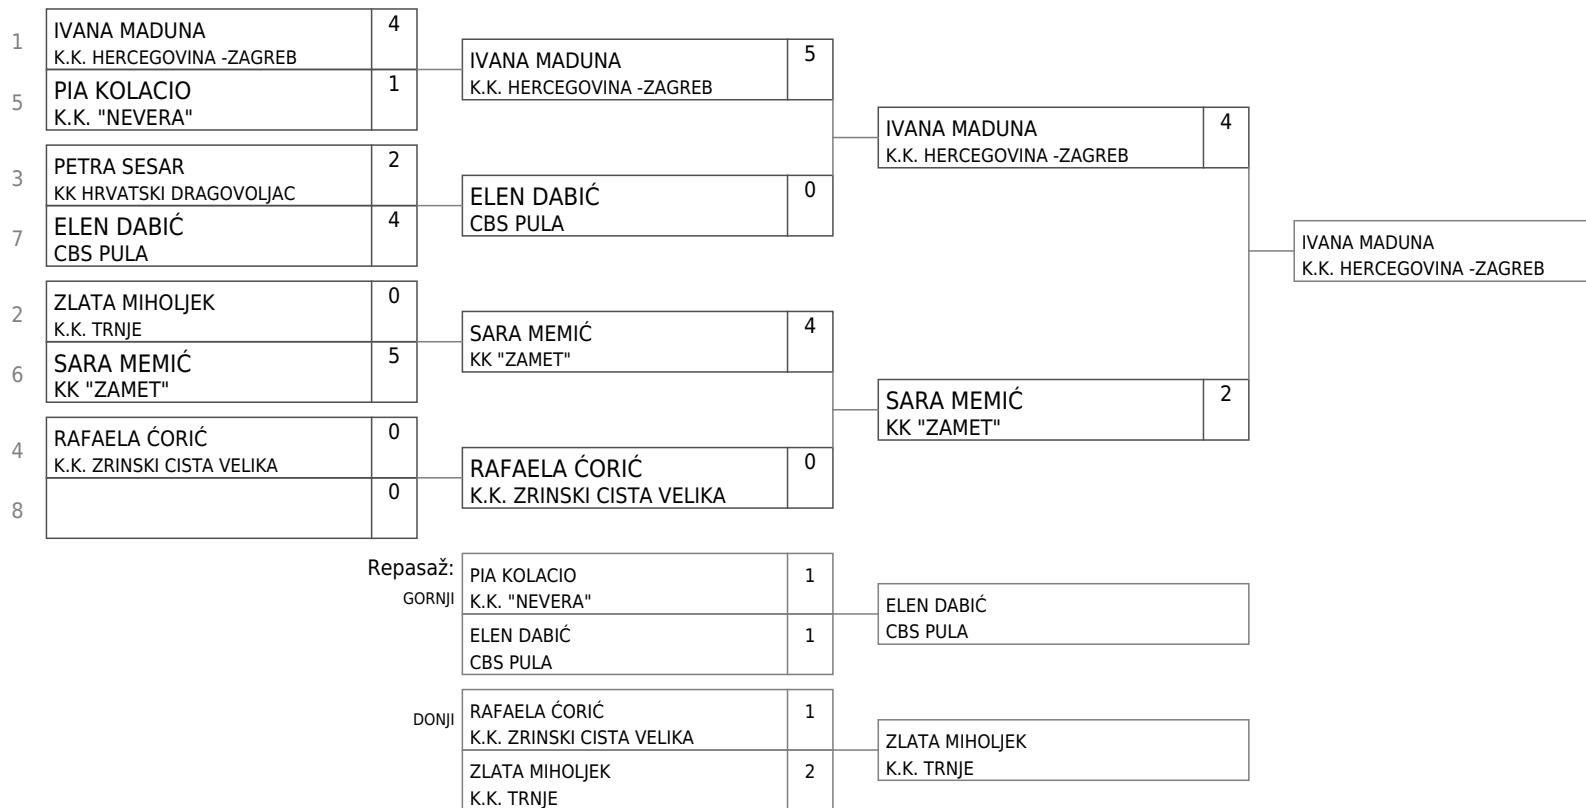 1
IVANA MADUNA 4
K.K. HERCEGOVINA -ZAGREB
5
PIA KOLACIO 1
K.K. "NEVERA"
3
PETRA SESAR 2
KK HRVATSKI DRAGOVOLJAC
7
ELEN DABIĆ 4
CBS PULA
2
ZLATA MIHOLJEK 0
K.K. TRNJE
6
SARA MEMIĆ 5
KK "ZAMET"
4
RAFAELA ĆORIĆ 0
K.K. ZRINSKI CISTA VELIKA
8
0
IVANA MADUNA 5
K.K. HERCEGOVINA -ZAGREB
ELEN DABIĆ 0
CBS PULA
SARA MEMIĆ 4
KK "ZAMET"
RAFAELA ĆORIĆ 0
K.K. ZRINSKI CISTA VELIKA
IVANA MADUNA 4
K.K. HERCEGOVINA -ZAGREB
SARA MEMIĆ 2
KK "ZAMET"
IVANA MADUNA
K.K. HERCEGOVINA -ZAGREB
Repasaž:
GORNJI
PIA KOLACIO 1
K.K. "NEVERA"
ELEN DABIĆ 1
CBS PULA
ELEN DABIĆ
CBS PULA
DONJI
RAFAELA ĆORIĆ 1
K.K. ZRINSKI CISTA VELIKA
ZLATA MIHOLJEK 2
K.K. TRNJE
ZLATA MIHOLJEK
K.K. TRNJE